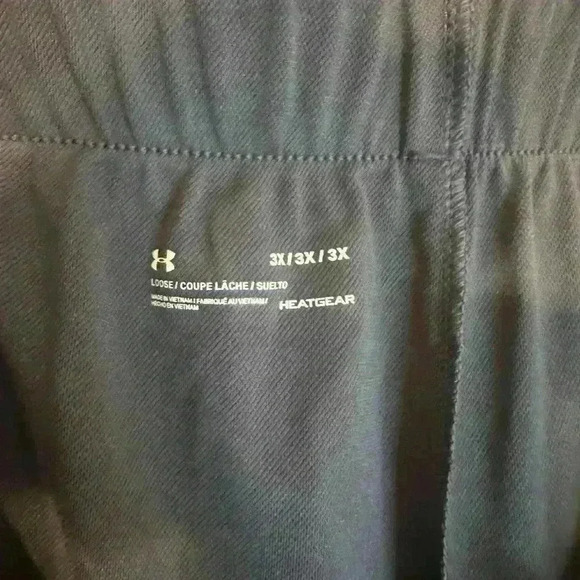 3X / 3X / 3X
LOOSE / COUPE LÂCHE / SUELTO
MADE IN VIETNAM / FABRIQUÉ AU VIETNAM /
HECHO EN VIETNAM
HEATGEAR